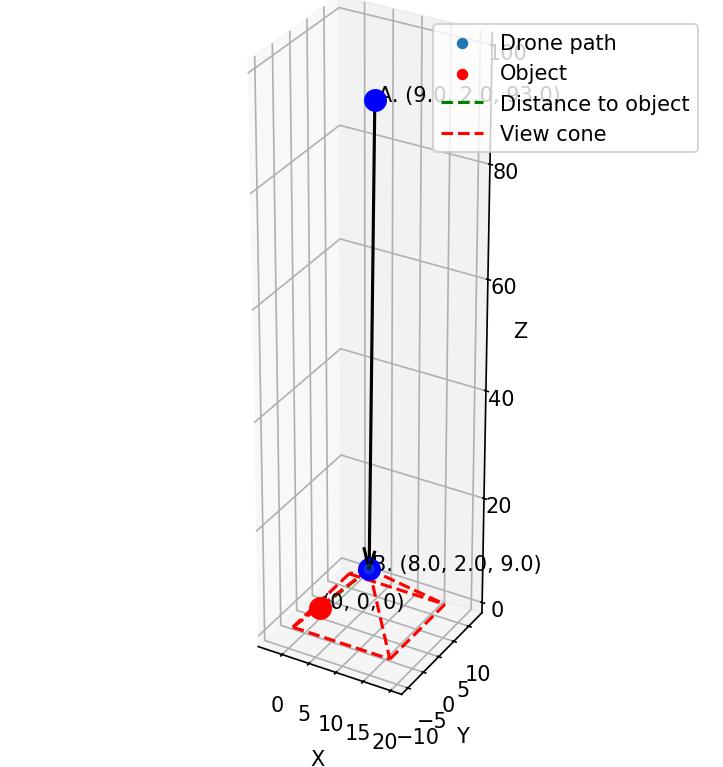 Drone path
Object
Distance to object
View cone
A. (9.0, 2.0, 93.0)
100
80
60
Z
40
20
B. (8.0, 2.0, 9.0)
(0, 0, 0)
0
10
5
0
−5
−10
Y
0
5
10
15
20
X